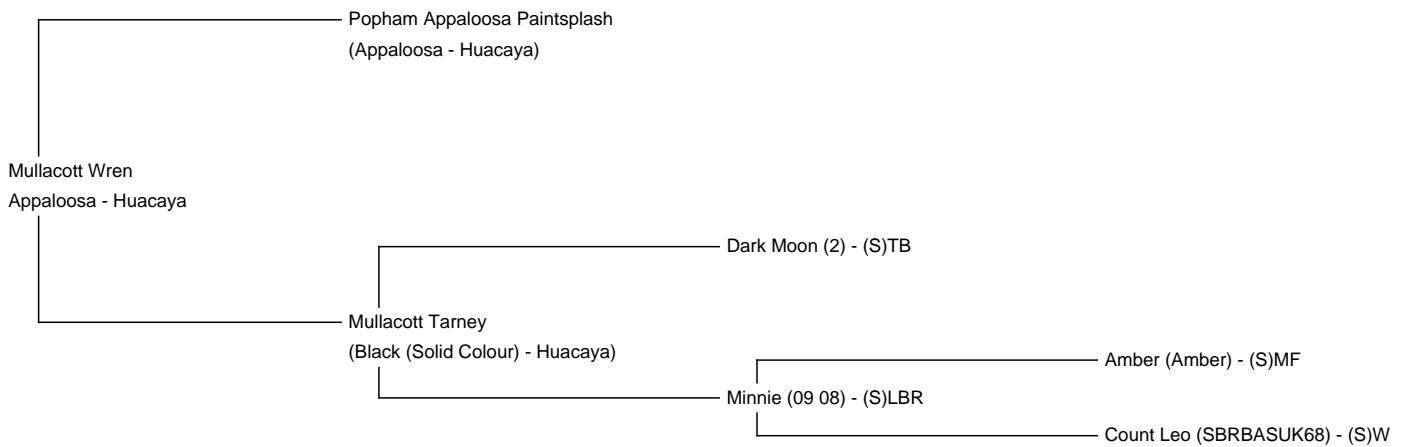 Popham Appaloosa Paintsplash
(Appaloosa - Huacaya)
Mullacott Wren
Appaloosa - Huacaya
Dark Moon (2) - (S)TB
Mullacott Tarney
(Black (Solid Colour) - Huacaya)
Amber (Amber) - (S)MF
Minnie (09 08) - (S)LBR
Count Leo (SBRBASUK68) - (S)W